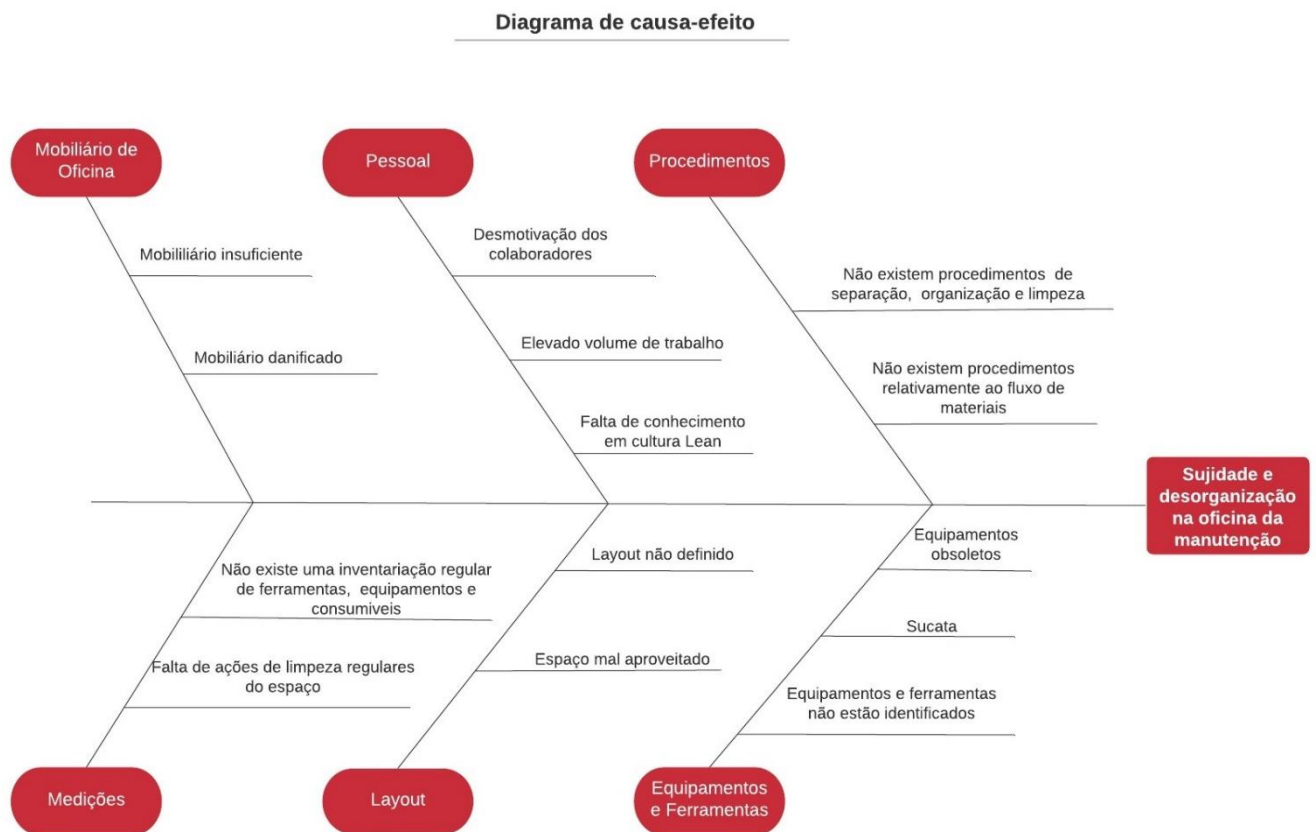 Diagrama de causa-efeito
Mobiliário de
Oficina
Pessoal
Procedimentos
Mobililiário insuficiente
Mobiliário danificado
Desmotivação dos
colaboradores
Elevado volume de trabalho
Falta de conhecimento
em cultura Lean
Não existem procedimentos de
separação, organização e limpeza
Não existem procedimentos
relativamente ao fluxo de
materiais
Sujidade e
desorganização
na oficina da
manutenção
Não existe uma inventariação regular
de ferramentas, equipamentos e
consumiveis
Falta de ações de limpeza regulares
do espaço
Layout não definido
Espaço mal aproveitado
Equipamentos
obsoletos
Sucata
Equipamentos e ferramentas
não estão identificados
Medições
Layout
Equipamentos
e Ferramentas